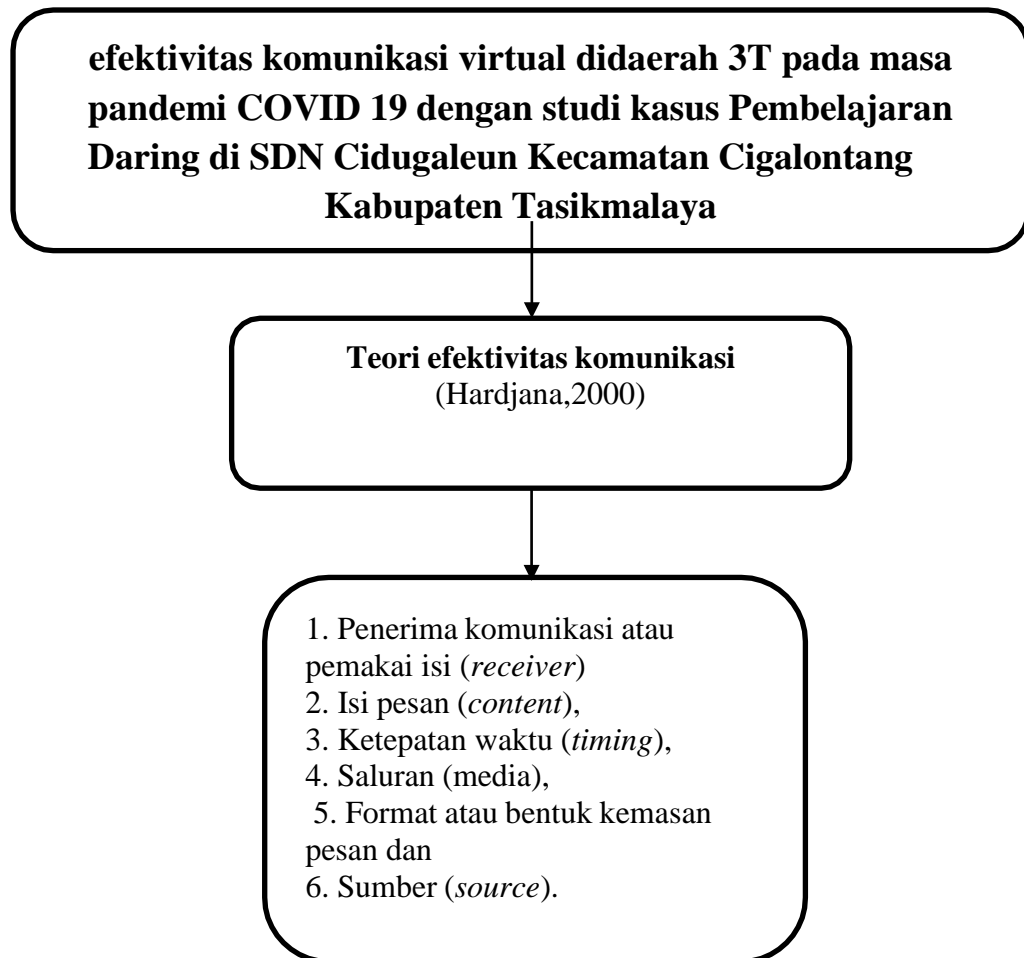 efektivitas komunikasi virtual didaerah 3T pada masa
pandemi COVID 19 dengan studi kasus Pembelajaran
Daring di SDN Cidugaleun Kecamatan Cigalontang
Kabupaten Tasikmalaya
Teori efektivitas komunikasi
(Hardjana,2000)
1. Penerima komunikasi atau
pemakai isi (receiver)
2. Isi pesan (content),
3. Ketepatan waktu (timing),
4. Saluran (media),
5. Format atau bentuk kemasan
pesan dan
6. Sumber (source).